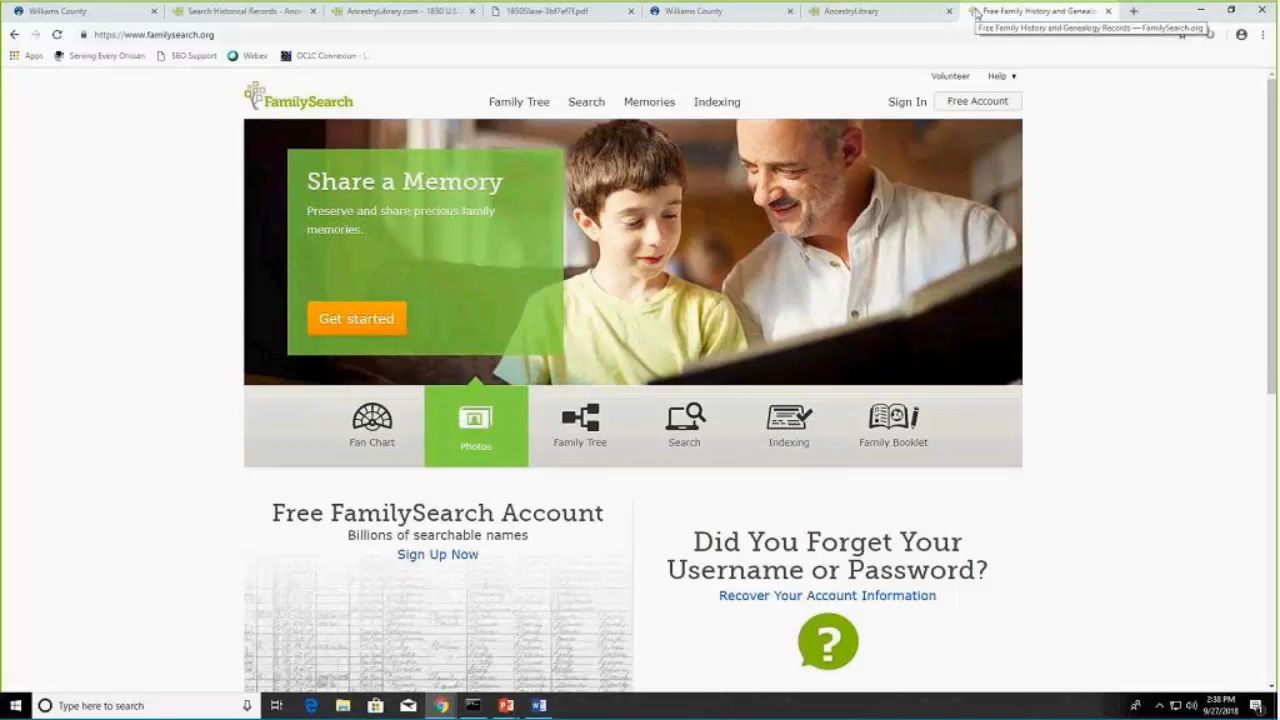 Williams County
Search Historical Records - Anc
AncestryLibrary.com - 1850 U.S.
1850Slave-3bf7ef7f.pdf
Williams County
AncestryLibrary
Free Family History and Geneal
Free Family History and Genealogy Records — FamilySearch.org
https://www.familysearch.org
Apps
Serving Every Ohioan
SEO Support
Webex
OCLC Connexion - L
Volunteer
Help
FamilySearch
Family Tree
Search
Memories
Indexing
Sign In
Free Account
Share a Memory
Preserve and share precious family
memories.
Get started
Fan Chart
Photos
Family Tree
Search
Indexing
Family Booklet
Free FamilySearch Account
Billions of searchable names
Sign Up Now
Did You Forget Your
Username or Password?
Recover Your Account Information
?
Type here to search
2:38 PM
9/27/2018